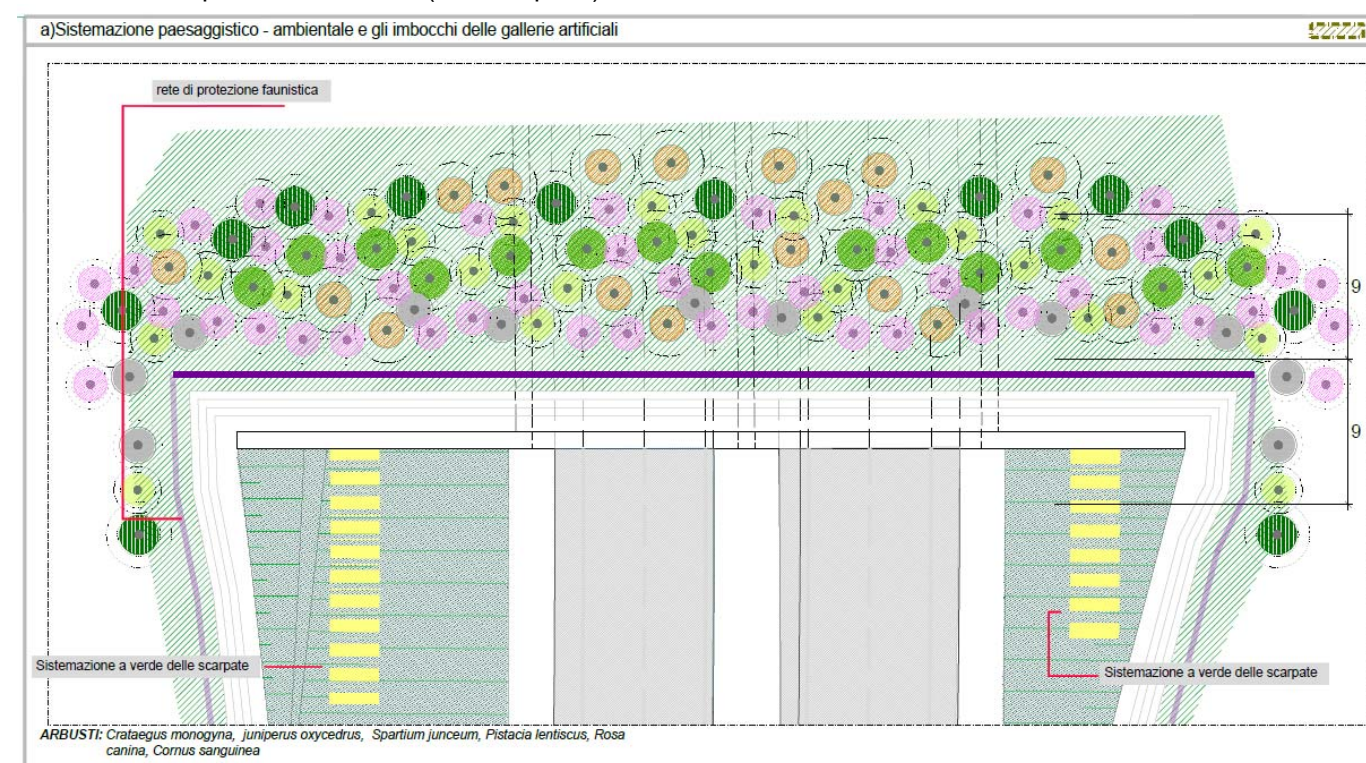 a)Sistemazione paesaggistico - ambientale e gli imbocchi delle gallerie artificiali
rete di protezione faunistica
9
9
Sistemazione a verde delle scarpate
Sistemazione a verde delle scarpate
ARBUSTI: Crataegus monogyna, juniperus oxycedrus, Spartium junceum, Pistacia lentiscus, Rosa
canina, Cornus sanguinea